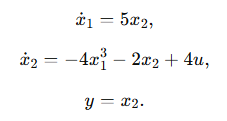 ẋ₁ = 5x₂,
ẋ₂ = −4x₁³ − 2x₂ + 4u,
y = x₂.